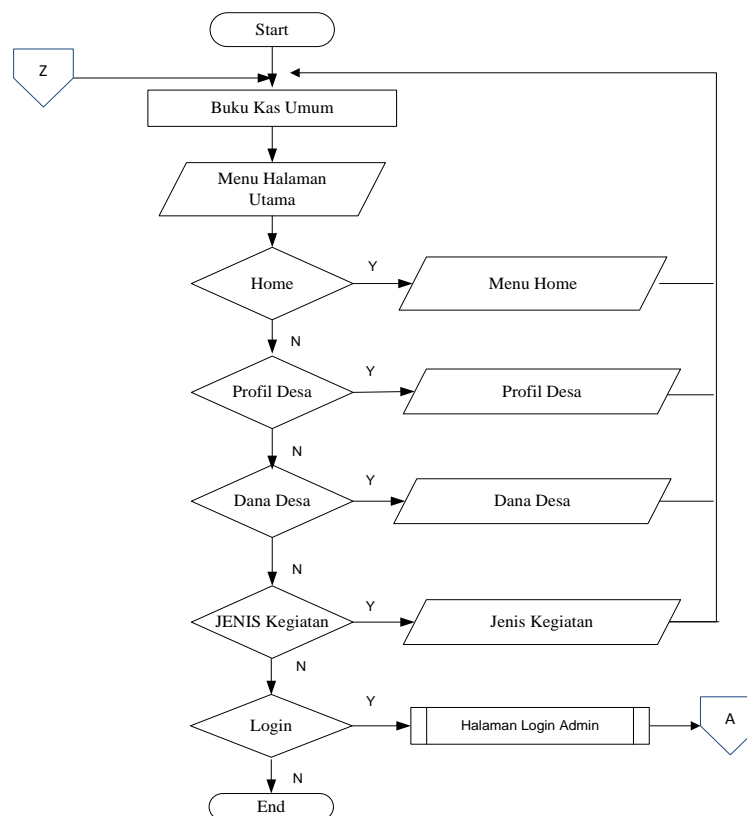 Start
Z
Buku Kas Umum
Menu Halaman
Utama
Home
Y
Menu Home
N
Profil Desa
Y
Profil Desa
N
Dana Desa
Y
Dana Desa
N
JENIS Kegiatan
Y
Jenis Kegiatan
N
Login
Y
Halaman Login Admin
A
N
End